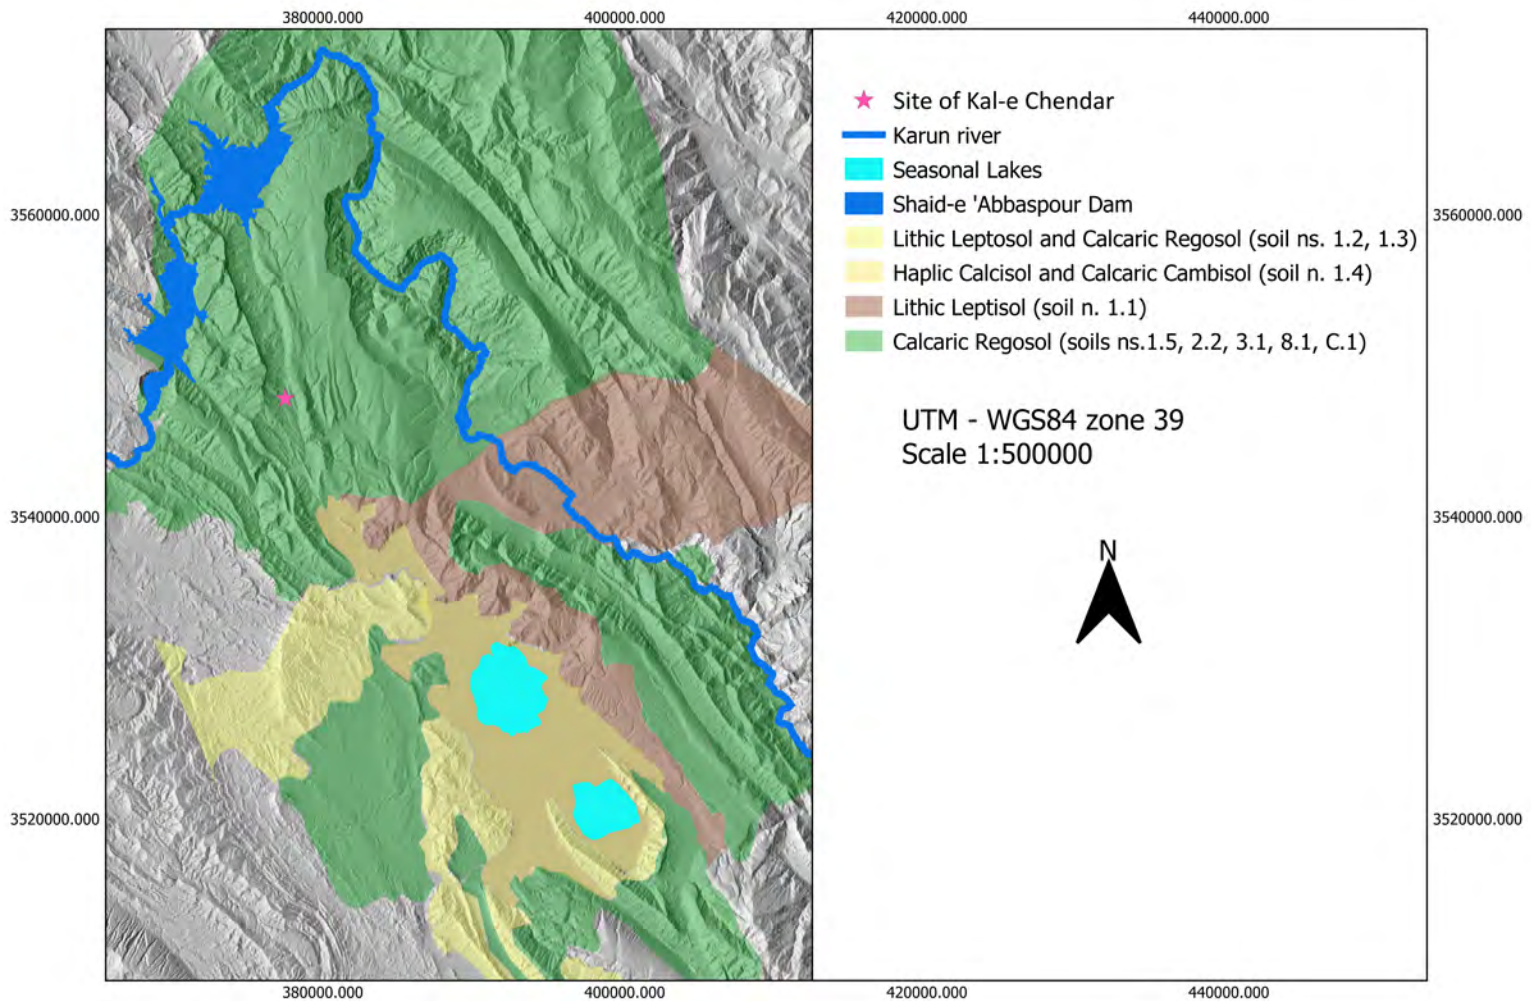 380000.000 400000.000 420000.000 440000.000
Site of Kal-e Chendar
Karun river
Seasonal Lakes
Shaid-e 'Abbaspour Dam
3560000.000 3560000.000
Lithic Leptosol and Calcaric Regosol (soil ns. 1.2, 1.3)
Haplic Calcisol and Calcaric Cambisol (soil n. 1.4)
Lithic Leptisol (soil n. 1.1)
Calcaric Regosol (soils ns.1.5, 2.2, 3.1, 8.1, C.1)
UTM - WGS84 zone 39
Scale 1:500000
3540000.000 3540000.000
N
3520000.000 3520000.000
380000.000 400000.000 420000.000 440000.000